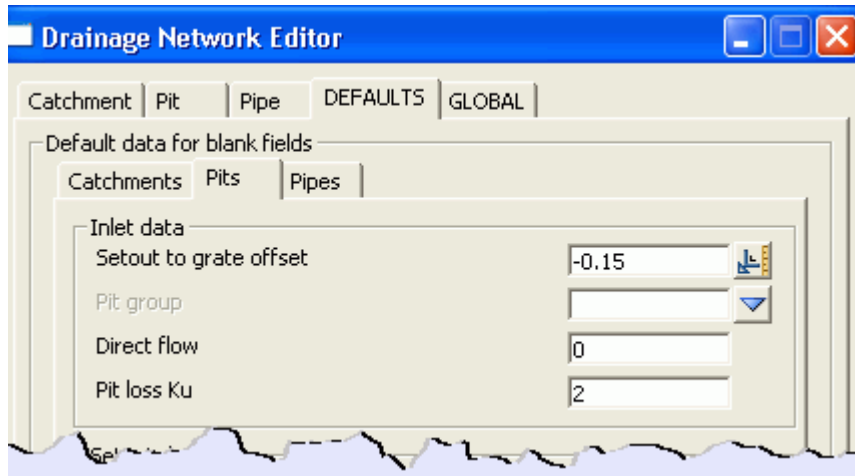 Drainage Network Editor
Catchment Pit Pipe DEFAULTS GLOBAL
Default data for blank fields
Catchments Pits Pipes
Inlet data
Setout to grate offset -0.15
Pit group
Direct flow 0
Pit loss Ku 2